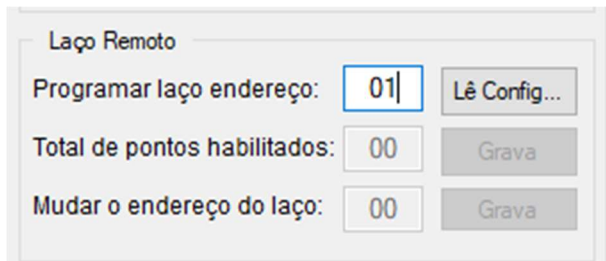 Laço Remoto
Programar laço endereço: 01 Lê Config...
Total de pontos habilitados: 00 Grava
Mudar o endereço do laço: 00 Grava